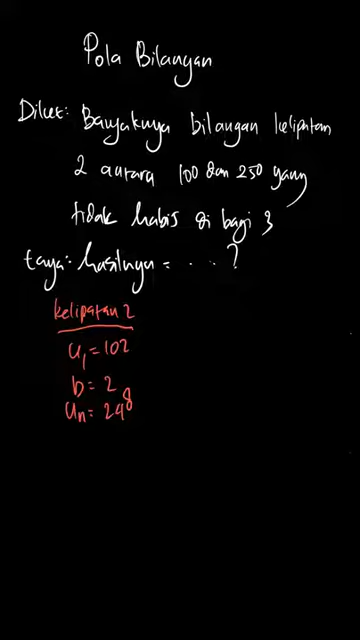 Pola Bilangan
Diket: Banyaknya bilangan kelipatan
2 antara 100 dan 250 yang
tidak habis di bagi 3
tanya: hasilnya = . . . ?
kelipatan 2
U₁ = 102
b = 2
Uₙ = 248